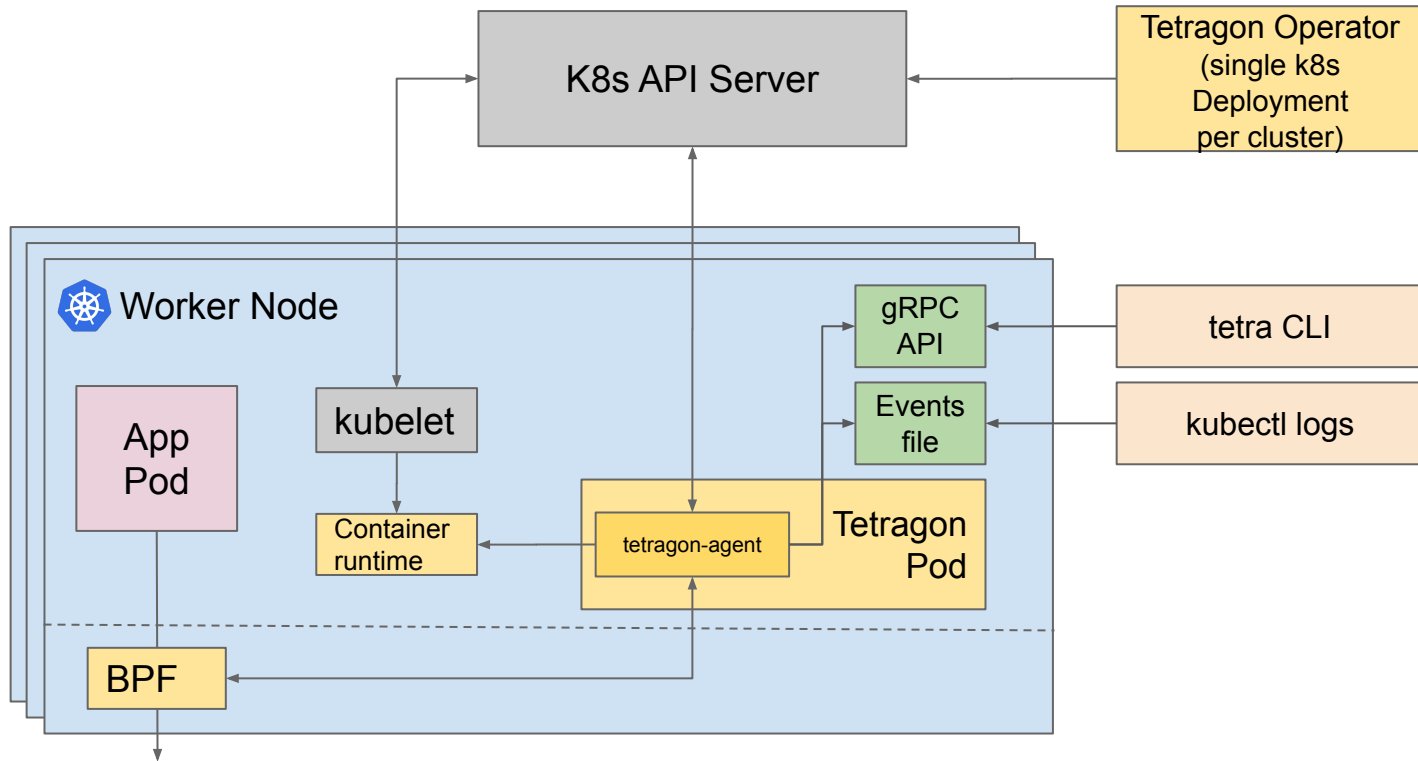 K8s API Server
Tetragon Operator
(single k8s
Deployment
per cluster)
Worker Node
gRPC
API
tetra CLI
App
Pod
kubelet
Events
file
kubectl logs
Container
runtime
tetragon-agent
Tetragon
Pod
BPF